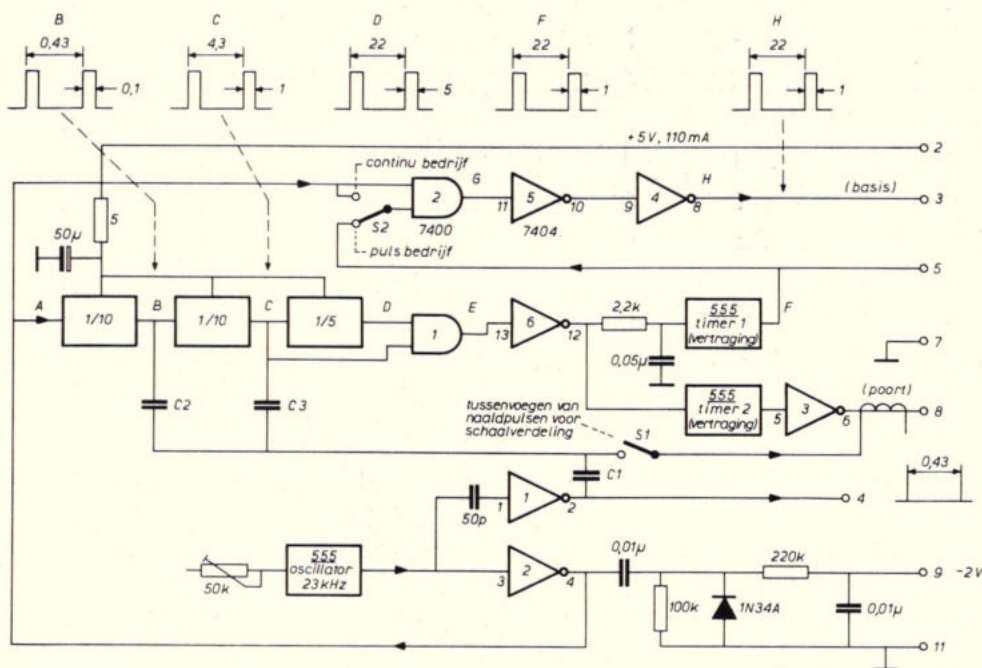 B C D F H
0,43 4,3 22 22 22
0,1 1 5 1 1
+5V, 110mA 2
continu bedrijf
G H
2 11 5 10 9 4 8 (basis) 3
5 S2 7400 7404
50µ
puls bedrijf 5
A B C D E F
1/10 1/10 1/5 1 13 6 12 2,2k 555
timer 1
(vertraging)
7
0,05µ
(poort)
C2 C3 555 5 3 6 8
timer 2
(vertraging)
tussenvoegen van
naaldpulsen voor
schaalverdeling
S1
0,43
C1
50p 1 1 2 4
555
oscillator
23kHz
50k 3 2 4 0,01µ 220k 9 -2V
100k 1N34A 0,01µ
11